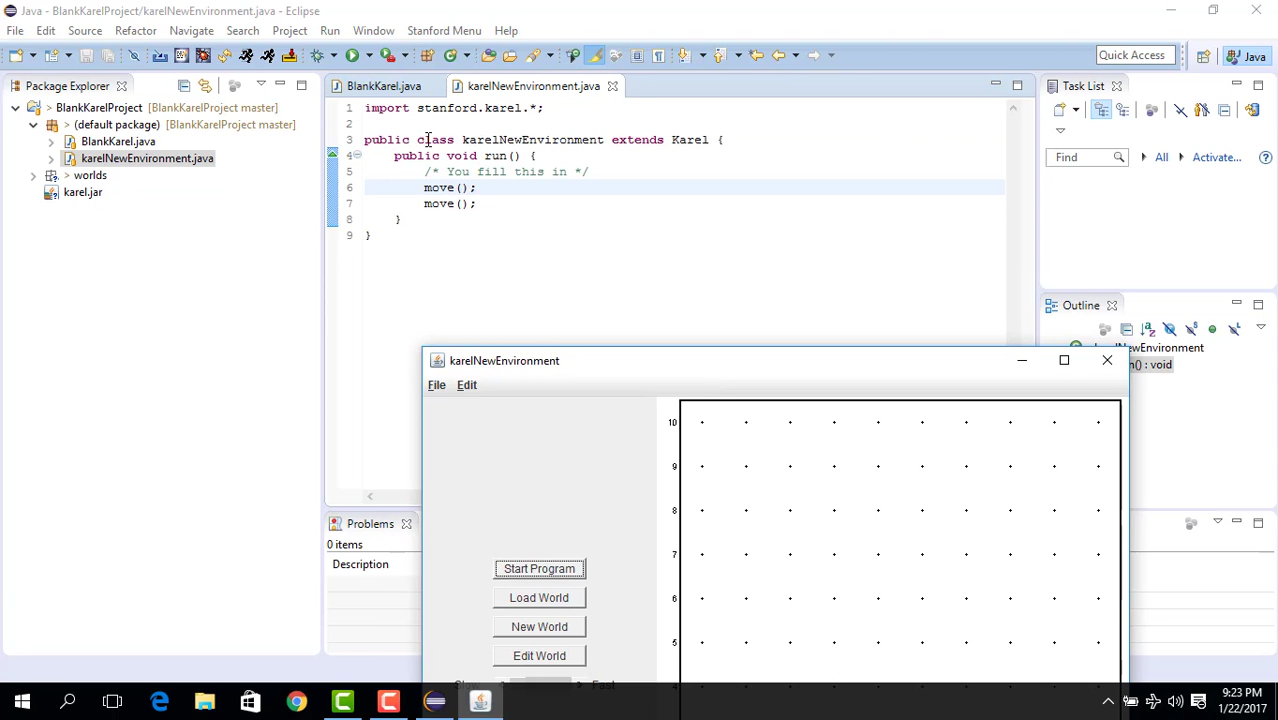 Java - BlankKarelProject/karelNewEnvironment.java - Eclipse
File Edit Source Refactor Navigate Search Project Run Window Stanford Menu Help
Quick Access Java
Package Explorer
BlankKarelProject [BlankKarelProject master]
> (default package) [BlankKarelProject master]
BlankKarel.java
karelNewEnvironment.java
worlds
karel.jar
BlankKarel.java karelNewEnvironment.java
1 import stanford.karel.*;
2
3 public class karelNewEnvironment extends Karel {
4 public void run() {
5 /* You fill this in */
6 move();
7 move();
8 }
9 }
Task List
Find All Activate...
Outline
NewEnvironment
() : void
Problems
0 items
Description
karelNewEnvironment
File Edit
Start Program
Load World
New World
Edit World
Slow Fast
10
9
8
7
6
5
4
9:23 PM
1/22/2017